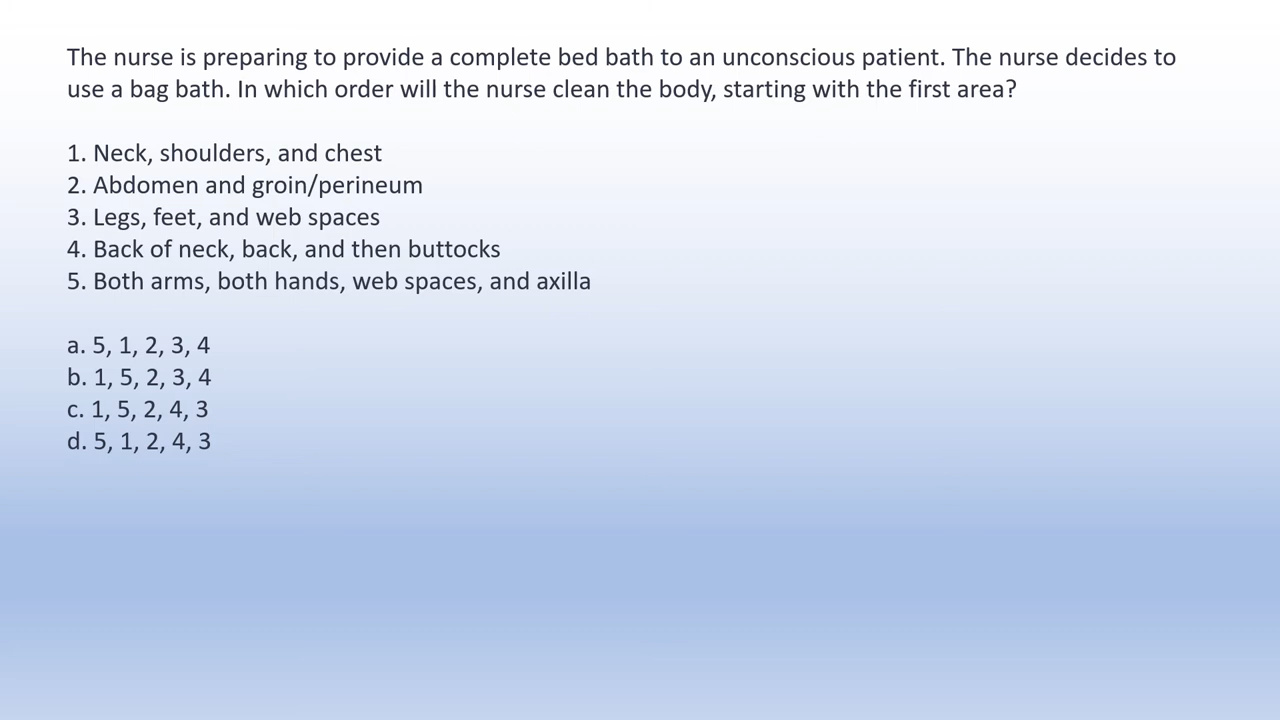 The nurse is preparing to provide a complete bed bath to an unconscious patient. The nurse decides to
use a bag bath. In which order will the nurse clean the body, starting with the first area?
1. Neck, shoulders, and chest
2. Abdomen and groin/perineum
3. Legs, feet, and web spaces
4. Back of neck, back, and then buttocks
5. Both arms, both hands, web spaces, and axilla
a. 5, 1, 2, 3, 4
b. 1, 5, 2, 3, 4
c. 1, 5, 2, 4, 3
d. 5, 1, 2, 4, 3